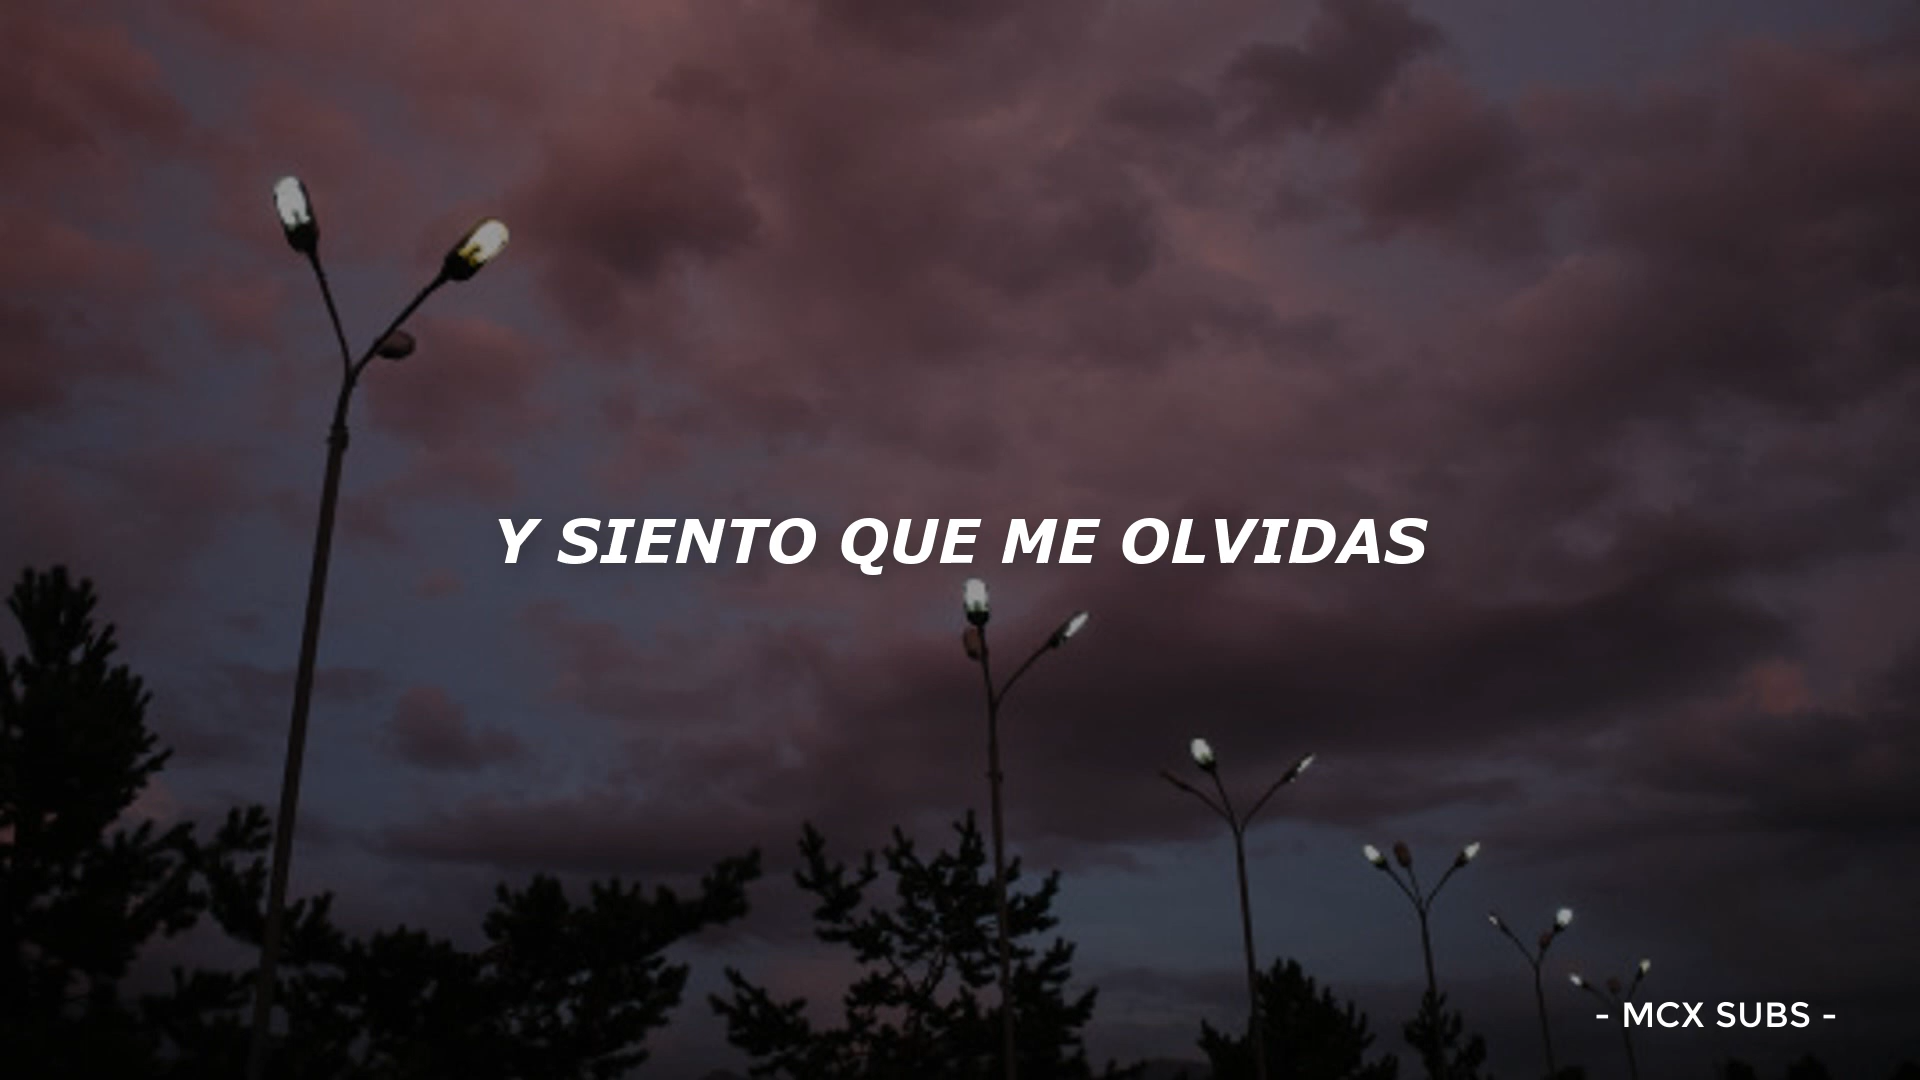 Y SIENTO QUE ME OLVIDAS
- MCX SUBS -